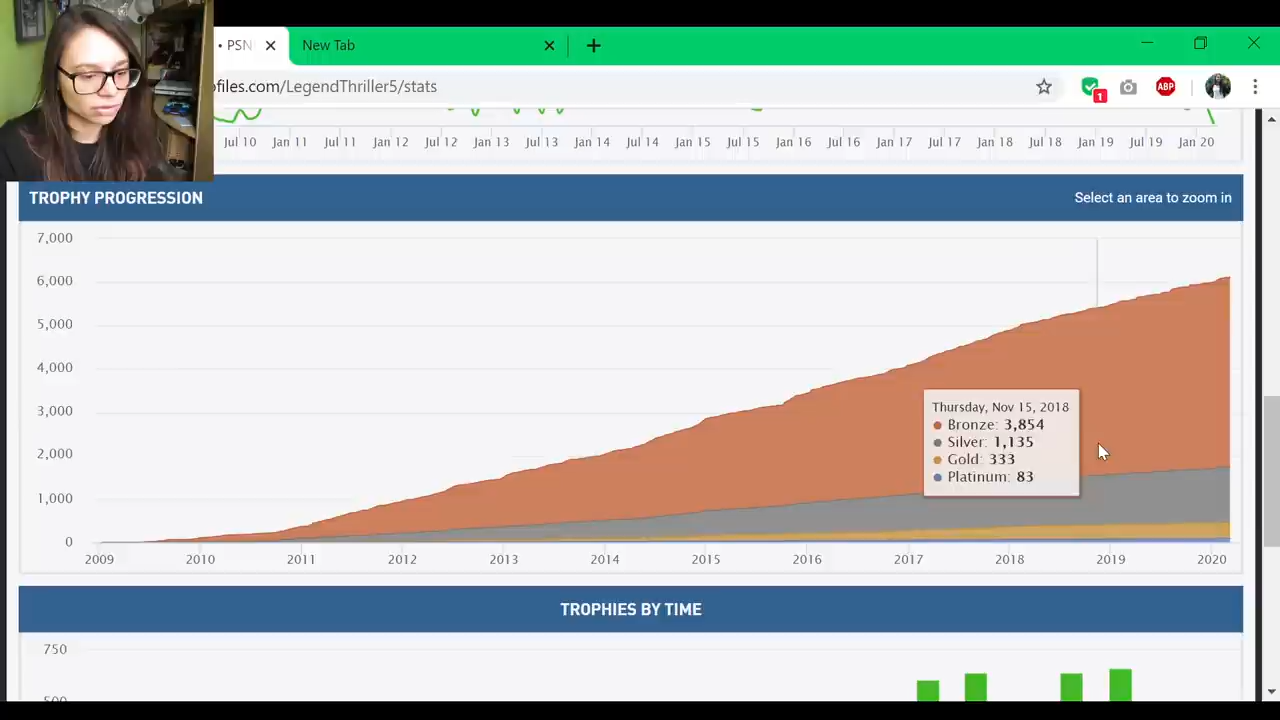 • PSN
New Tab
files.com/LegendThriller5/stats
1
ABP
Jul 10 Jan 11 Jul 11 Jan 12 Jul 12 Jan 13 Jul 13 Jan 14 Jul 14 Jan 15 Jul 15 Jan 16 Jul 16 Jan 17 Jul 17 Jan 18 Jul 18 Jan 19 Jul 19 Jan 20
TROPHY PROGRESSION
Select an area to zoom in
7,000
6,000
5,000
4,000
3,000
2,000
1,000
0
Thursday, Nov 15, 2018
Bronze: 3,854
Silver: 1,135
Gold: 333
Platinum: 83
2009 2010 2011 2012 2013 2014 2015 2016 2017 2018 2019 2020
TROPHIES BY TIME
750
500